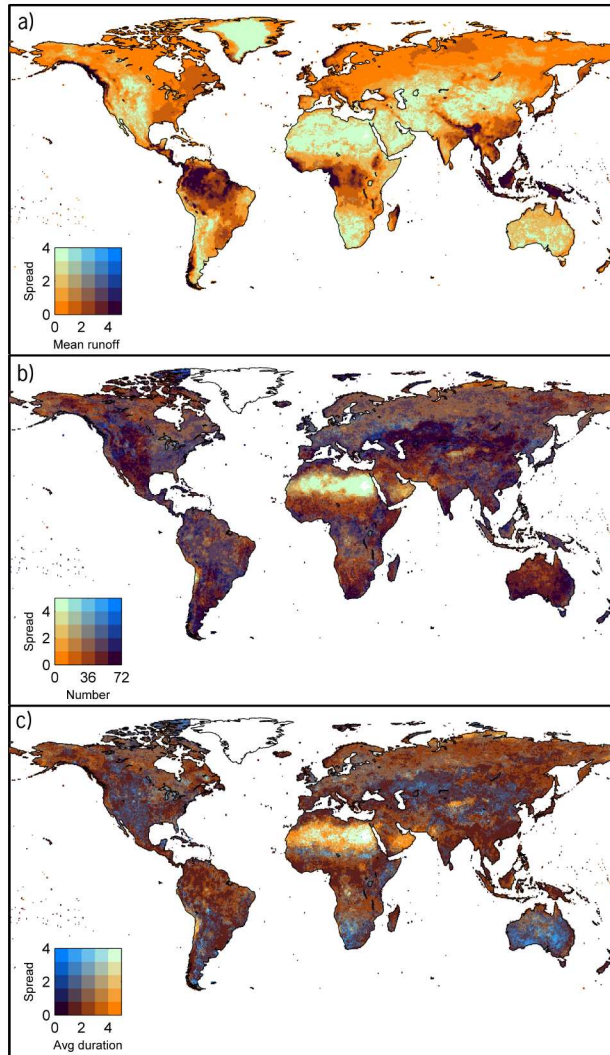 a)
4
Spread
2
0
0 2 4
Mean runoff
b)
4
Spread
2
0
0 36 72
Number
c)
4
Spread
2
0
0 2 4
Avg duration